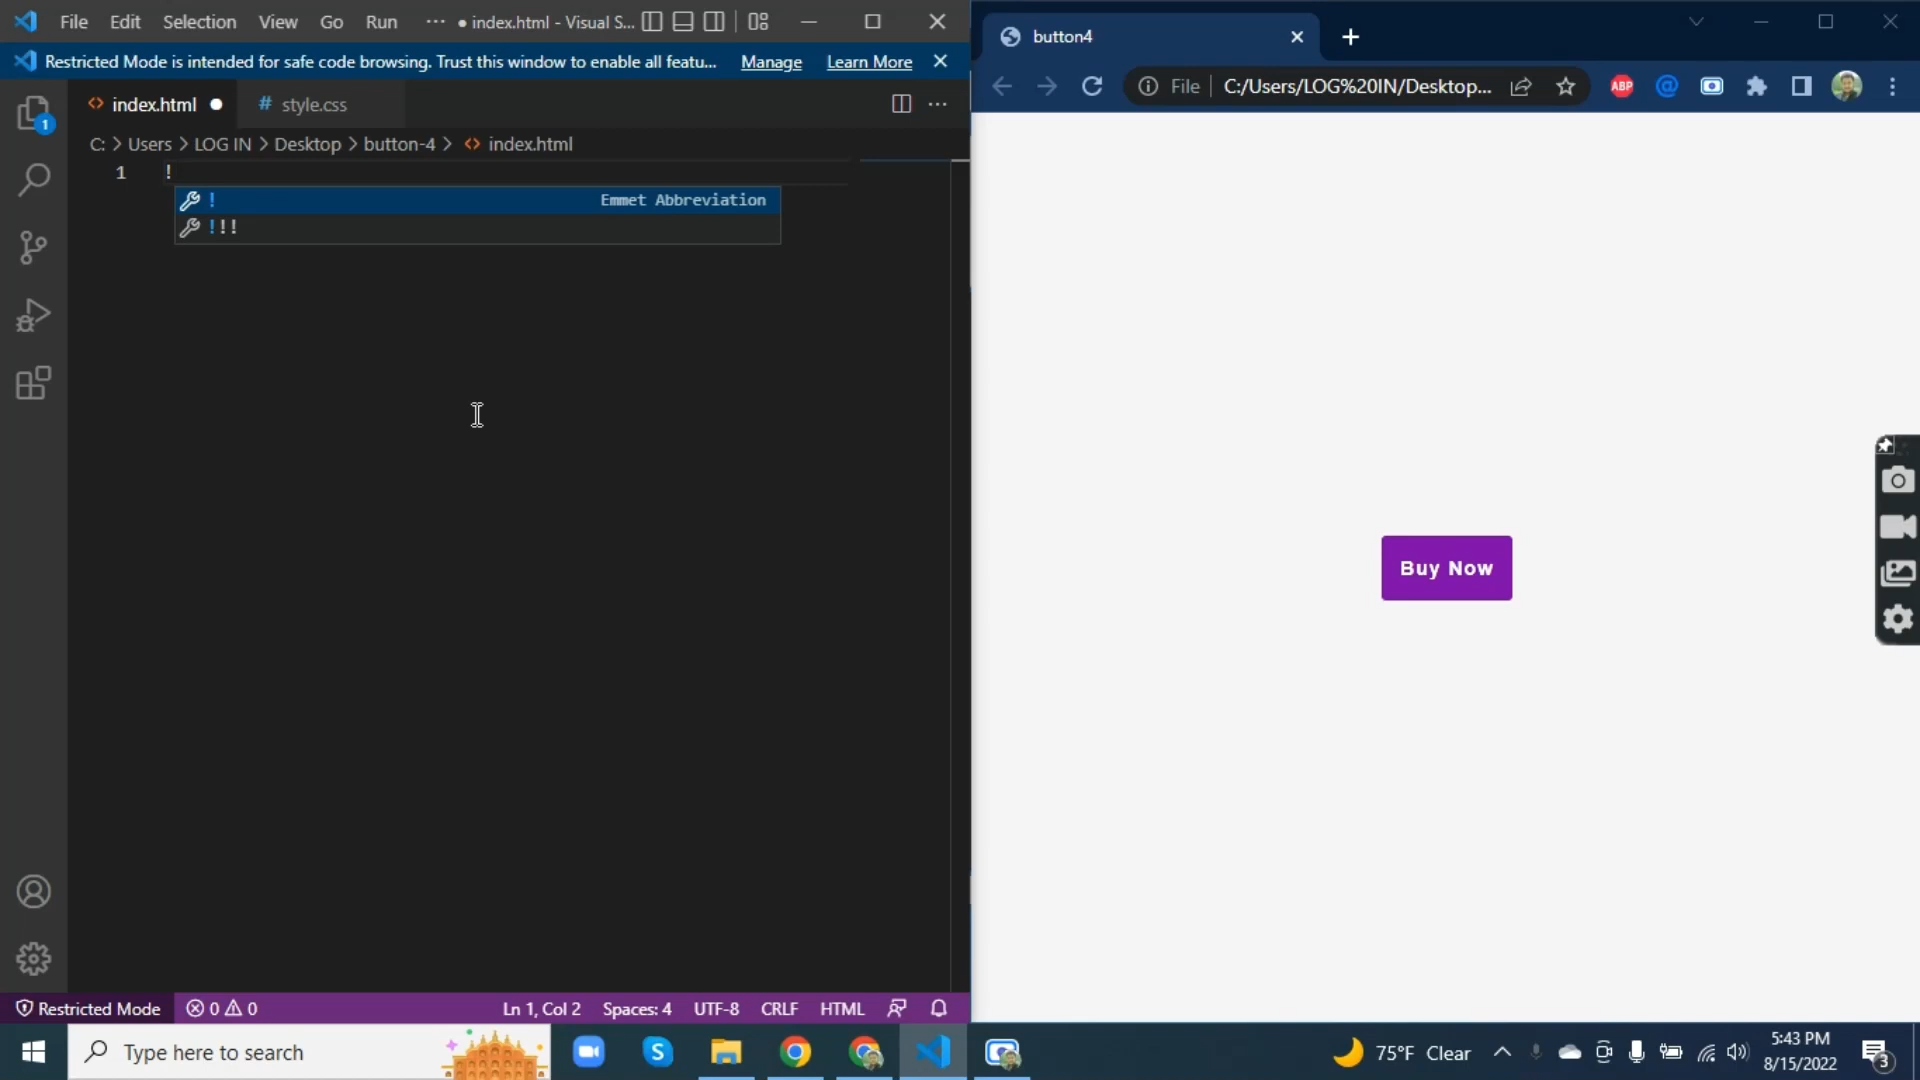 File Edit Selection View Go Run ··· ● index.html - Visual S...
Restricted Mode is intended for safe code browsing. Trust this window to enable all featu... Manage Learn More
1
<> index.html ● # style.css
C: > Users > LOG IN > Desktop > button-4 > <> index.html
1 !
! Emmet Abbreviation
!!!
Restricted Mode 0 0 Ln 1, Col 2 Spaces: 4 UTF-8 CRLF HTML
button4
File C:/Users/LOG%20IN/Desktop... ABP @
Buy Now
Type here to search
S
75°F Clear
5:43 PM
8/15/2022
3